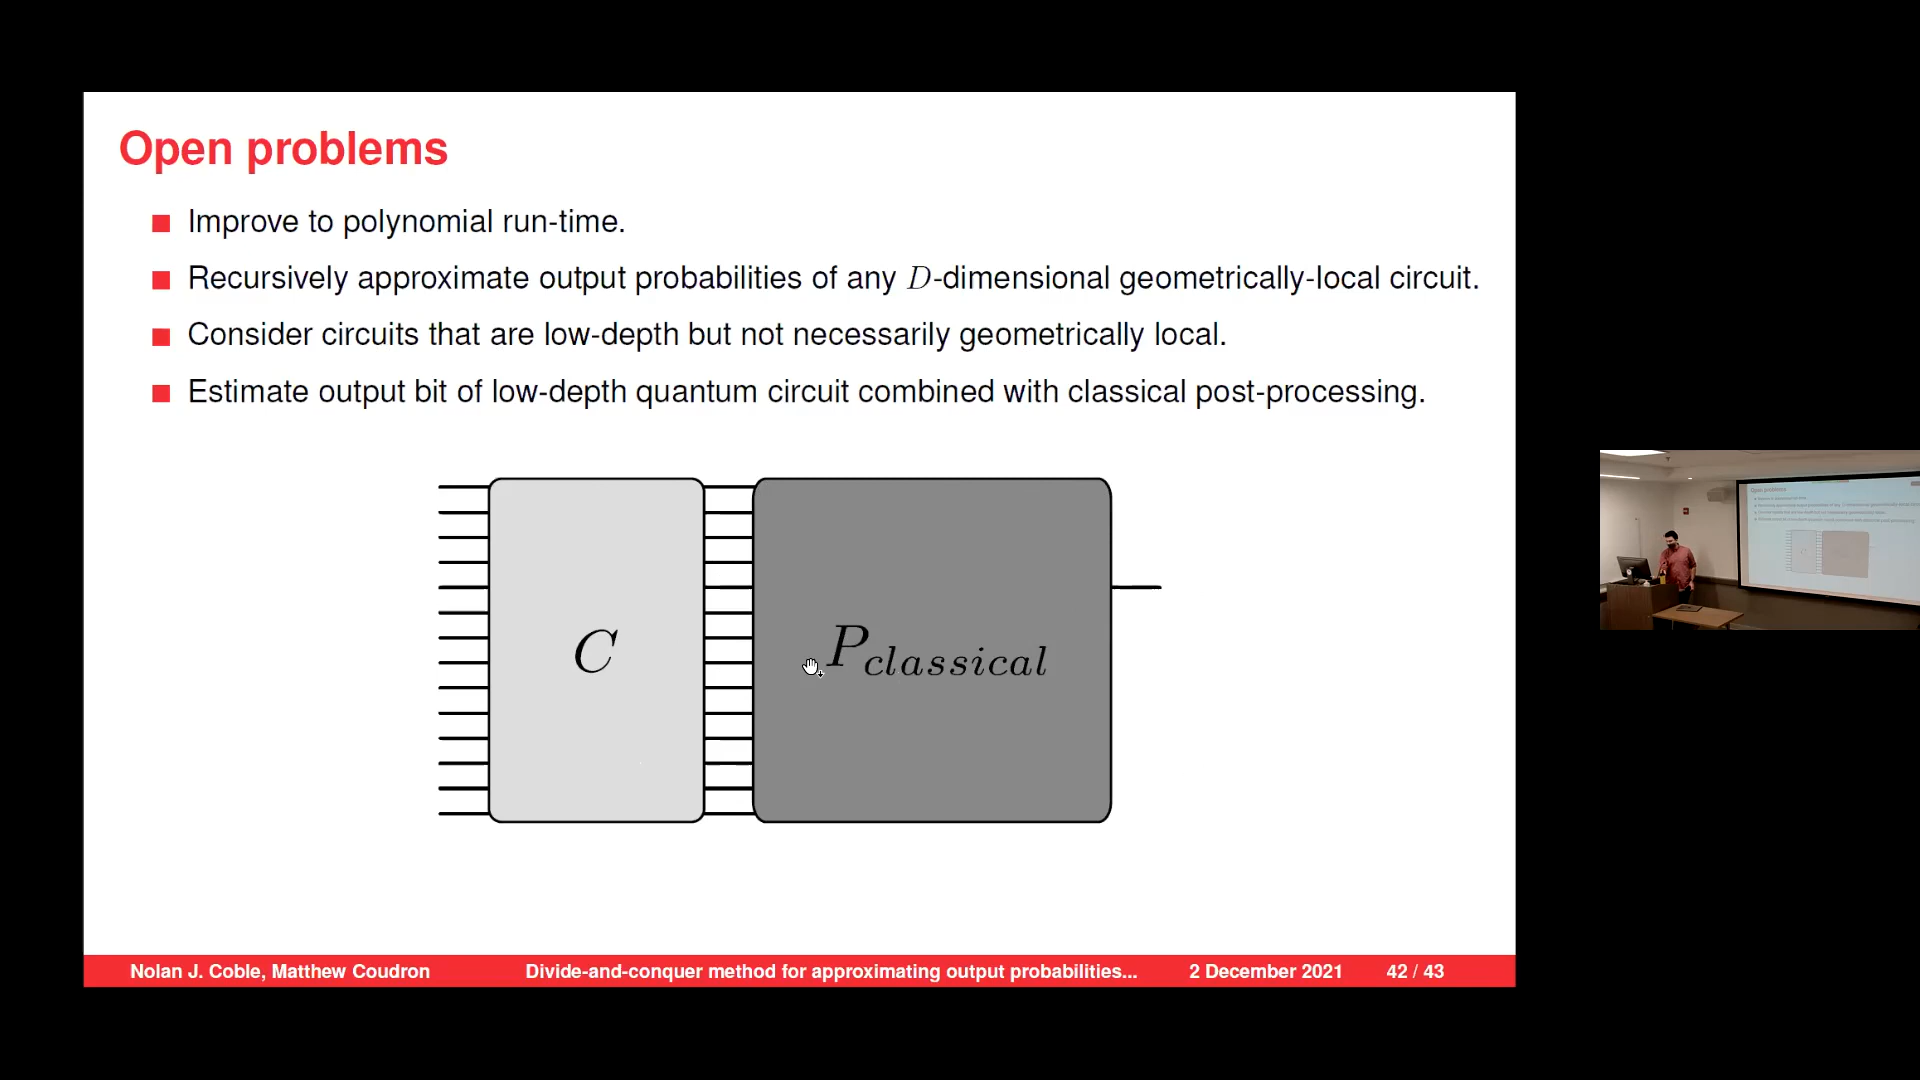 Open problems
Improve to polynomial run-time.
Recursively approximate output probabilities of any D-dimensional geometrically-local circuit.
Consider circuits that are low-depth but not necessarily geometrically local.
Estimate output bit of low-depth quantum circuit combined with classical post-processing.
C
P_{classical}
Nolan J. Coble, Matthew Coudron Divide-and-conquer method for approximating output probabilities... 2 December 2021 42 / 43